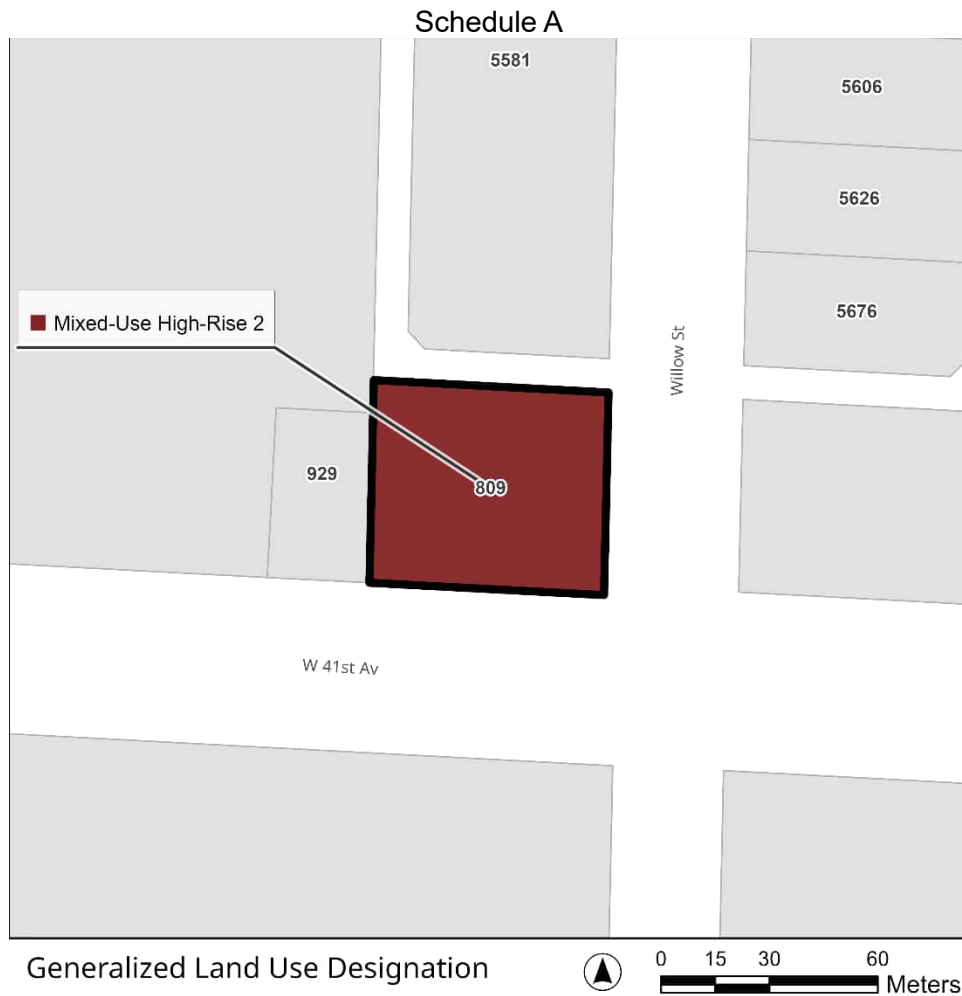 Schedule A
5581
5606
5626
5676
Willow St
Mixed-Use High-Rise 2
929
809
W 41st Av
Generalized Land Use Designation
0 15 30 60
Meters